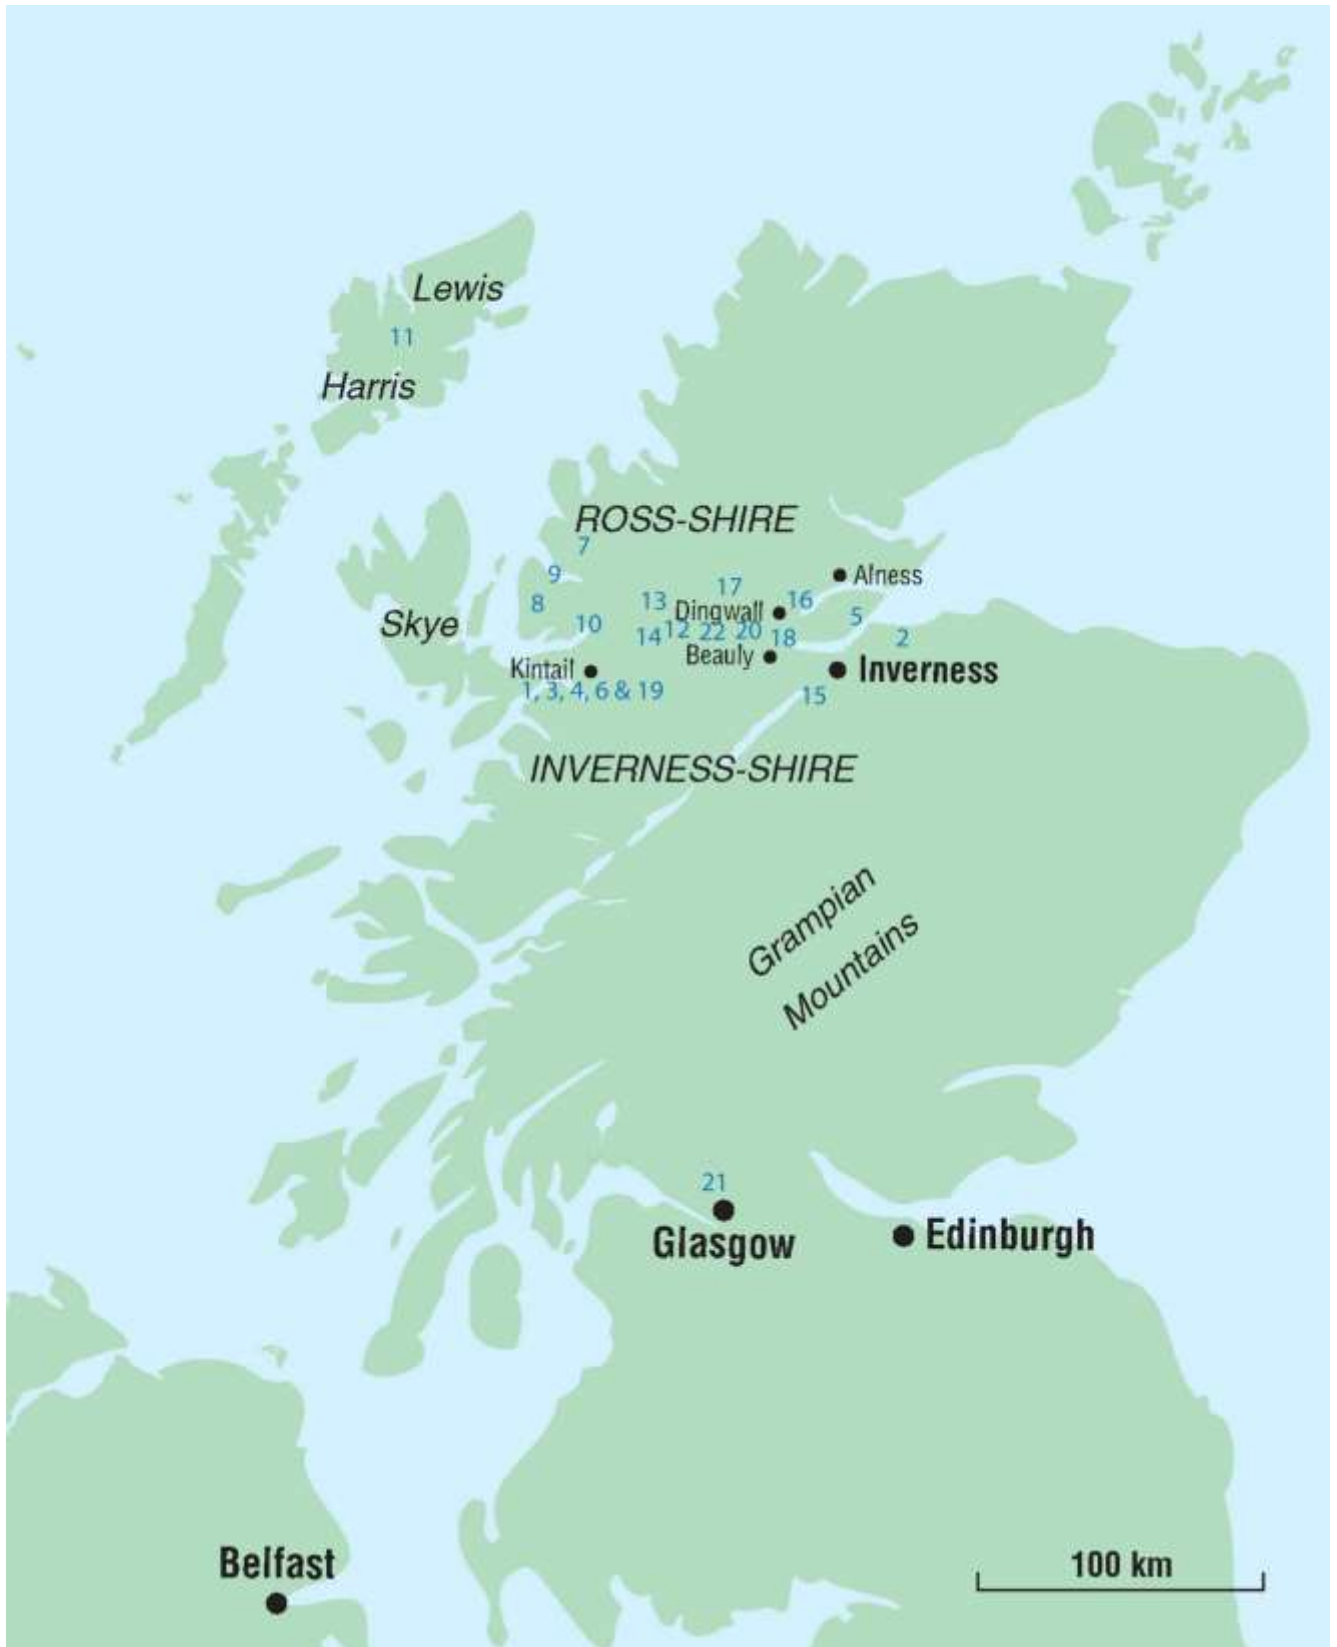 Lewis
11
Harris
ROSS-SHIRE
7
9
Alness
8
13
17
16
Dingwall
5
Skye
10
14
12
22
20
18
2
Beauly
Kintail
Inverness
1, 3, 4, 6 & 19
15
INVERNESS-SHIRE
Grampian
Mountains
21
Glasgow
Edinburgh
Belfast
100 km